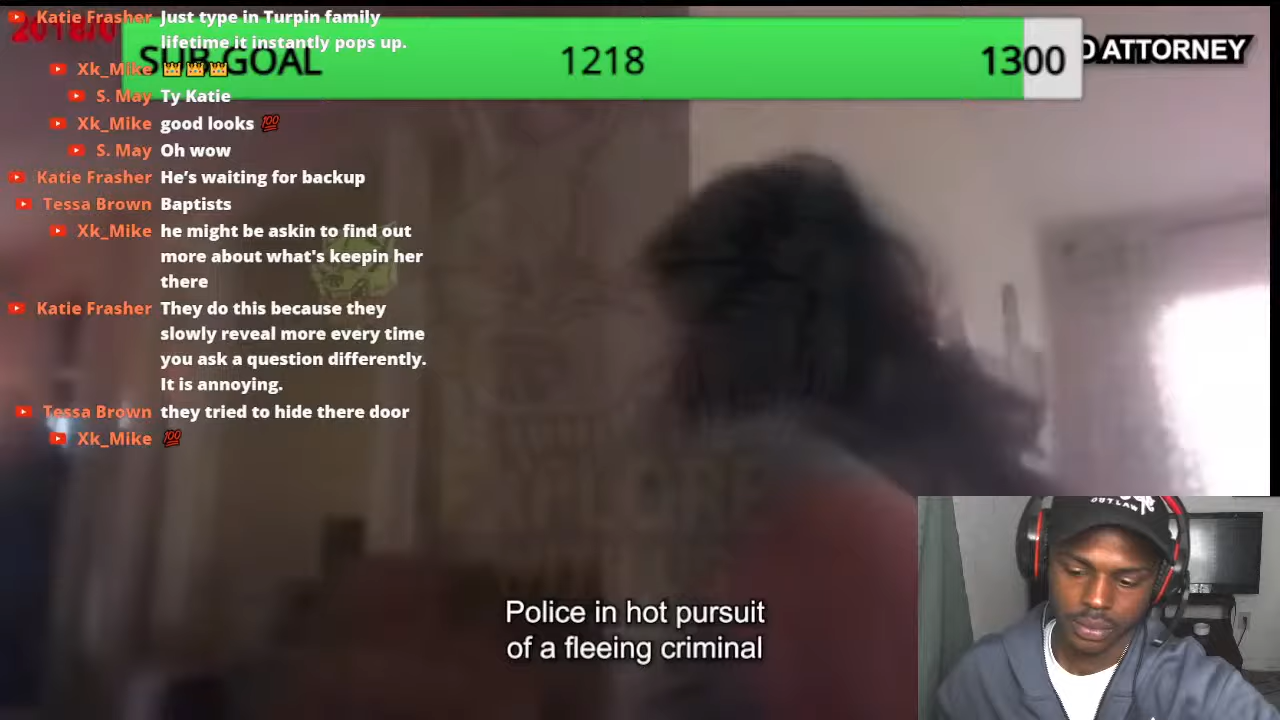 2018/0
D ATTORNEY
SUB GOAL 1218 1300
Katie Frasher Just type in Turpin family
lifetime it instantly pops up.
Xk_Mike 👑👑👑
S. May Ty Katie
Xk_Mike good looks 💯
S. May Oh wow
Katie Frasher He’s waiting for backup
Tessa Brown Baptists
Xk_Mike he might be askin to find out
more about what's keepin her
there
Katie Frasher They do this because they
slowly reveal more every time
you ask a question differently.
It is annoying.
Tessa Brown they tried to hide there door
Xk_Mike 💯
OUTLAW
Police in hot pursuit
of a fleeing criminal